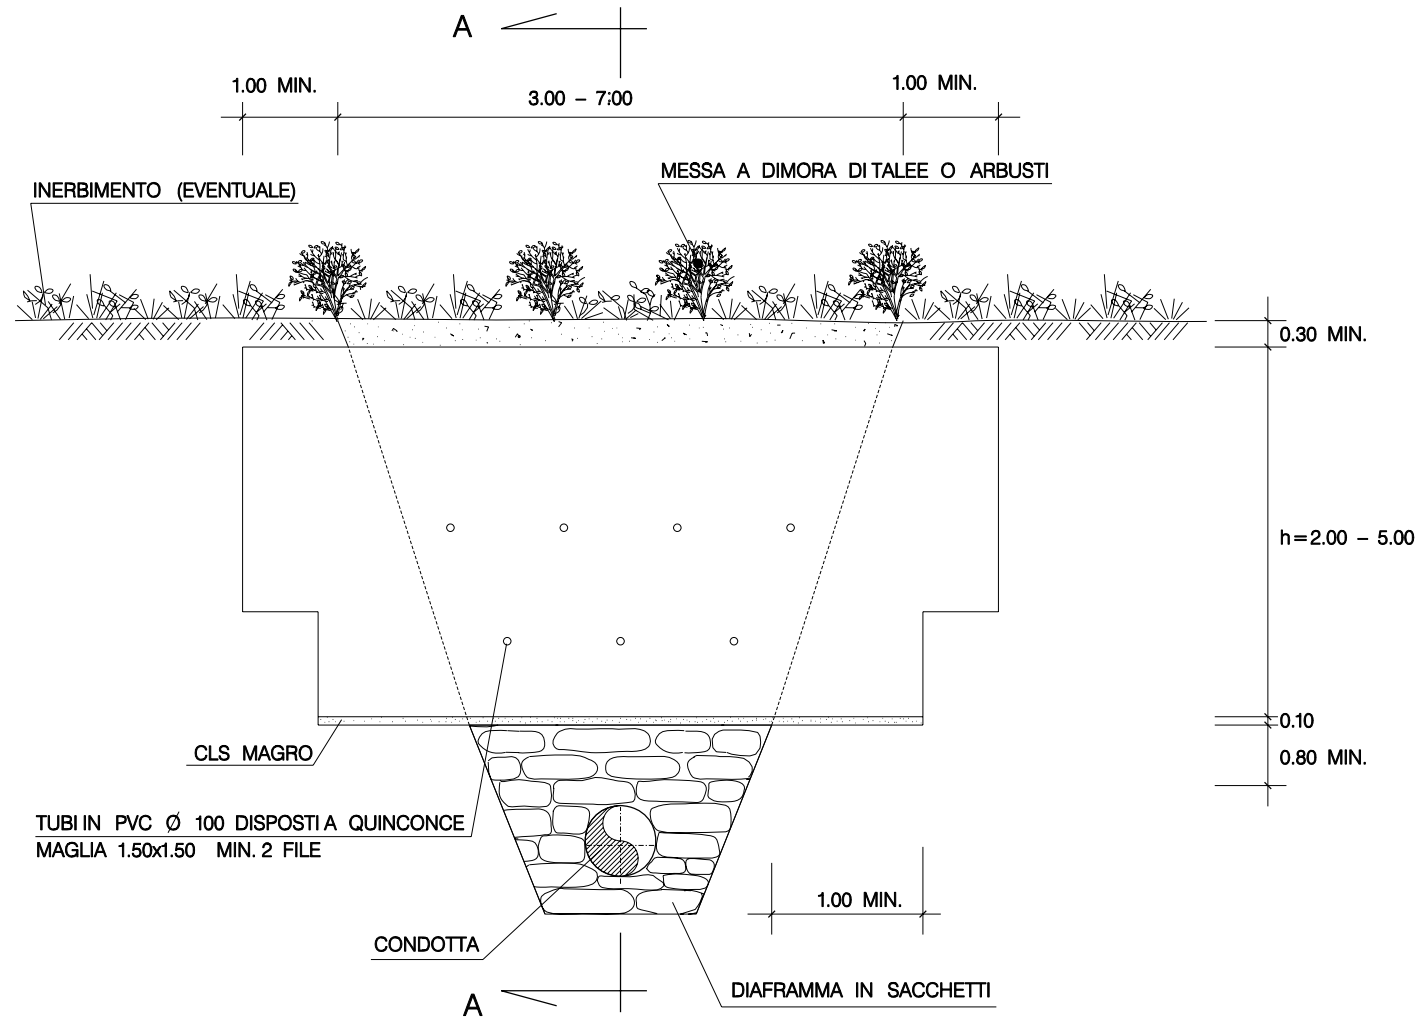 A
1.00 MIN.
3.00 – 7.00
1.00 MIN.
MESSA A DIMORA DI TALEE O ARBUSTI
INERBIMENTO (EVENTUALE)
0.30 MIN.
h=2.00 – 5.00
0.10
CLS MAGRO
0.80 MIN.
TUBI IN PVC Ø 100 DISPOSTI A QUINCONCE
MAGLIA 1.50x1.50 MIN. 2 FILE
1.00 MIN.
CONDOTTA
DIAFRAMMA IN SACCHETTI
A